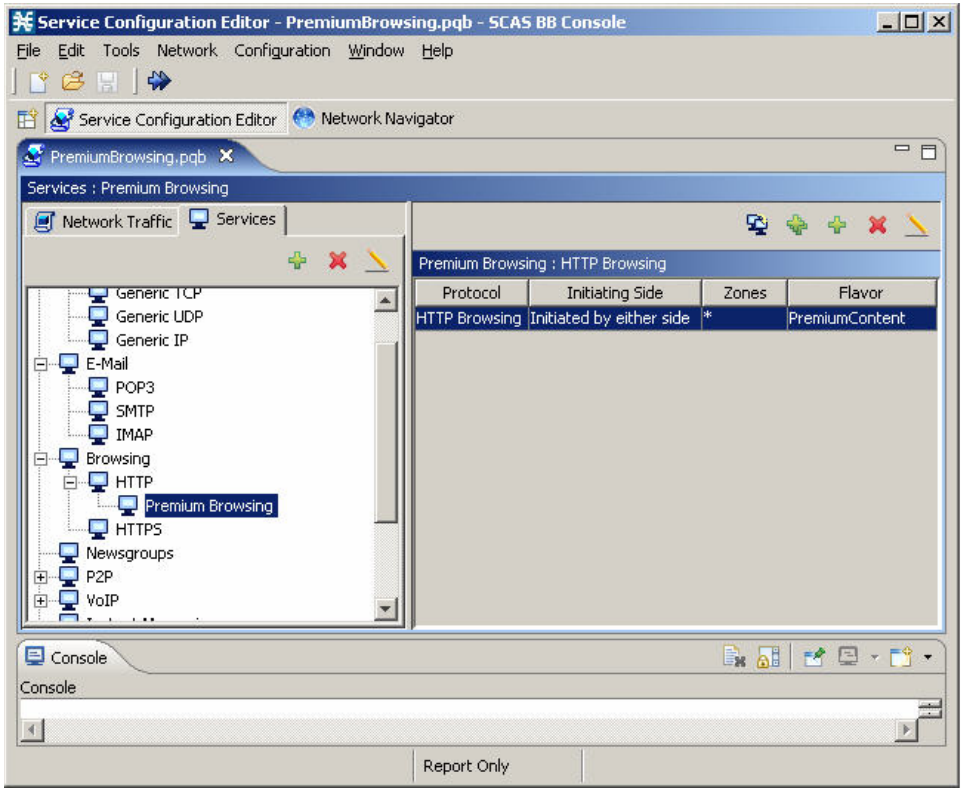 Service Configuration Editor - PremiumBrowsing.pqb - SCAS BB Console
File Edit Tools Network Configuration Window Help
Service Configuration Editor Network Navigator
PremiumBrowsing.pqb
Services : Premium Browsing
Network Traffic Services
Generic TCP
Generic UDP
Generic IP
E-Mail
POP3
SMTP
IMAP
Browsing
HTTP
Premium Browsing
HTTPS
Newsgroups
P2P
VoIP
Premium Browsing : HTTP Browsing
Protocol Initiating Side Zones Flavor
HTTP Browsing Initiated by either side * PremiumContent
Console
Console
Report Only